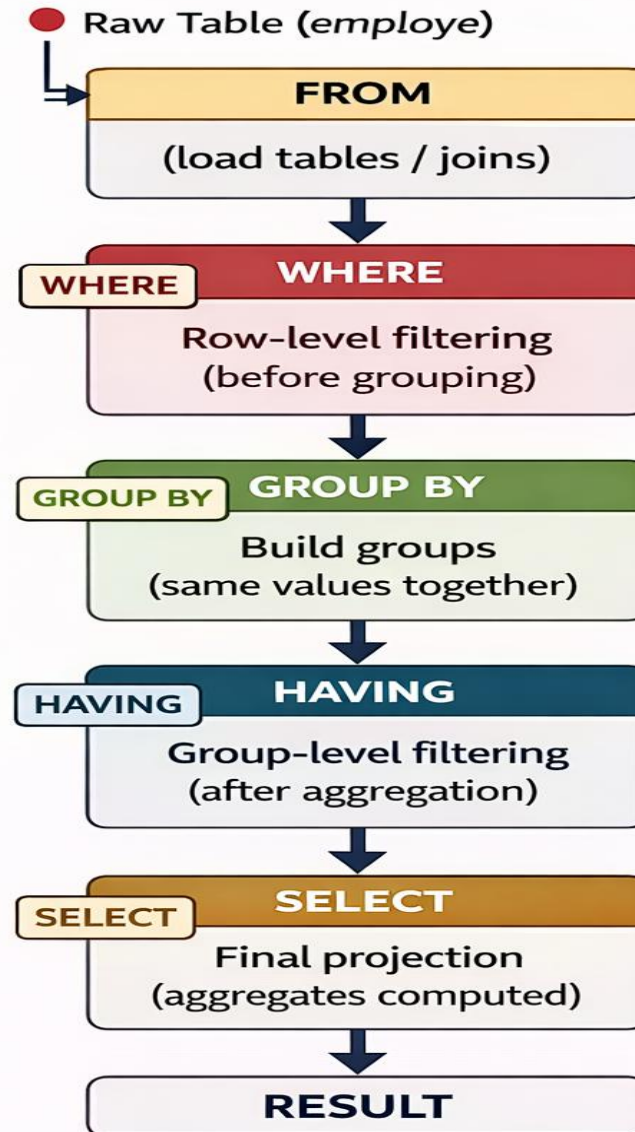 Raw Table (employe)
FROM
(load tables / joins)
WHERE
WHERE
Row-level filtering
(before grouping)
GROUP BY
GROUP BY
Build groups
(same values together)
HAVING
HAVING
Group-level filtering
(after aggregation)
SELECT
SELECT
Final projection
(aggregates computed)
RESULT